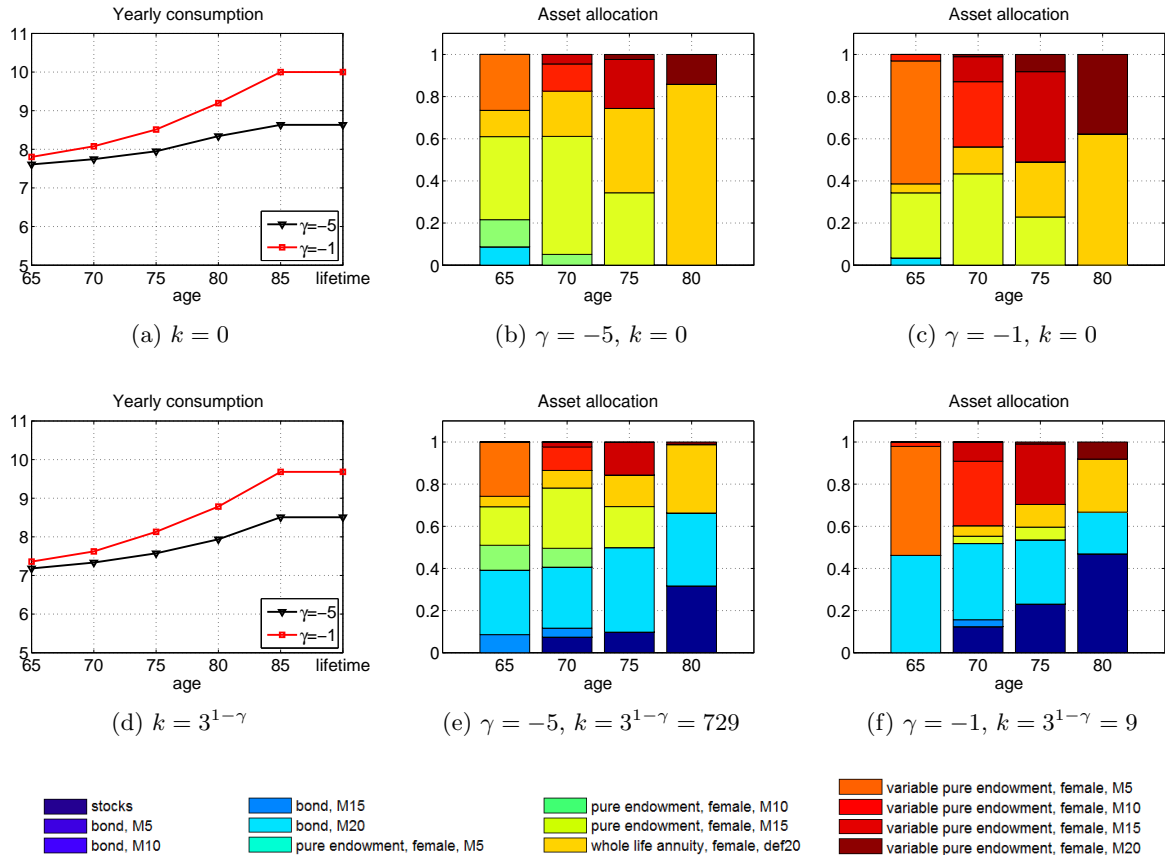 Yearly consumption
11
10
9
8
7
6
5
65 70 75 80 85 lifetime
age
γ=−5
γ=−1
(a) k = 0
Asset allocation
1
0.8
0.6
0.4
0.2
0
65 70 75 80
age
(b) γ = −5, k = 0
Asset allocation
1
0.8
0.6
0.4
0.2
0
65 70 75 80
age
(c) γ = −1, k = 0
Yearly consumption
11
10
9
8
7
6
5
65 70 75 80 85 lifetime
age
γ=−5
γ=−1
(d) k = 3^{1−γ}
Asset allocation
1
0.8
0.6
0.4
0.2
0
65 70 75 80
age
(e) γ = −5, k = 3^{1−γ} = 729
Asset allocation
1
0.8
0.6
0.4
0.2
0
65 70 75 80
age
(f) γ = −1, k = 3^{1−γ} = 9
stocks
bond, M5
bond, M10
bond, M15
bond, M20
pure endowment, female, M5
pure endowment, female, M10
pure endowment, female, M15
whole life annuity, female, def20
variable pure endowment, female, M5
variable pure endowment, female, M10
variable pure endowment, female, M15
variable pure endowment, female, M20